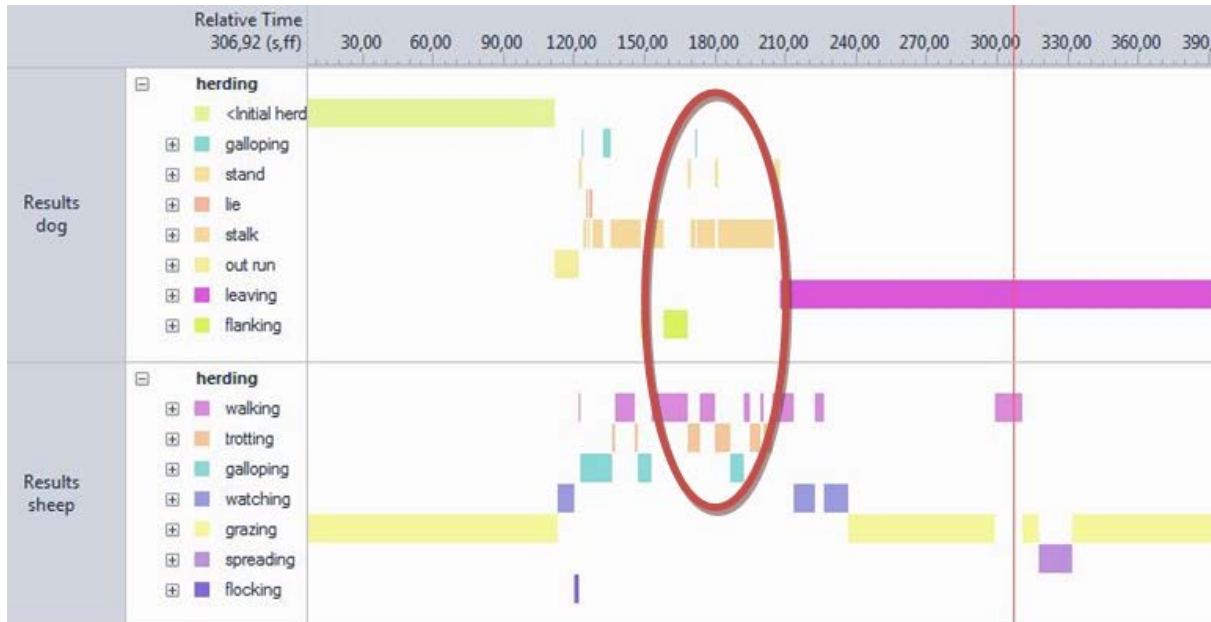 Relative Time
306,92 (s,ff) 30,00 60,00 90,00 120,00 150,00 180,00 210,00 240,00 270,00 300,00 330,00 360,00 390,
Results
dog
herding
<Initial herd
galloping
stand
lie
stalk
out run
leaving
flanking
Results
sheep
herding
walking
trotting
galloping
watching
grazing
spreading
flocking